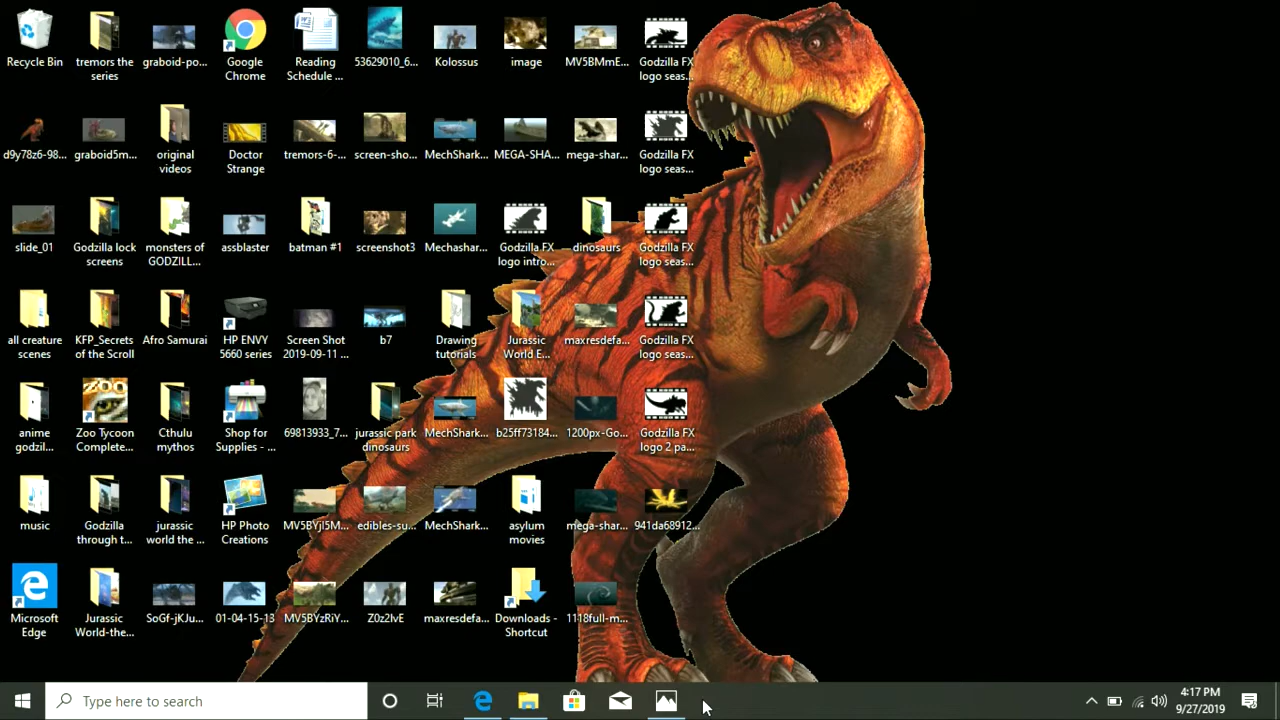 Recycle Bin
tremors the
series
graboid-po...
Google
Chrome
Reading
Schedule ...
53629010_6...
Kolossus
image
MV5BMmE...
Godzilla FX
logo seas...
d9y78z6-98...
graboid5m...
original
videos
Doctor
Strange
tremors-6-...
screen-sho...
MechShark...
MEGA-SHA...
mega-shar...
Godzilla FX
logo seas...
slide_01
Godzilla lock
screens
monsters of
GODZILL...
assblaster
batman #1
screenshot3
Mechashar...
Godzilla FX
logo intro...
dinosaurs
Godzilla FX
logo seas...
all creature
scenes
KFP_Secrets
of the Scroll
Afro Samurai
HP ENVY
5660 series
Screen Shot
2019-09-11 ...
b7
Drawing
tutorials
Jurassic
World E...
maxresdefa...
Godzilla FX
logo seas...
anime
godzil...
ZOO
Zoo Tycoon
Complete...
Cthulu
mythos
Shop for
Supplies - ...
69813933_7...
jurassic park
dinosaurs
MechShark...
b25ff73184...
1200px-Go...
Godzilla FX
logo 2 pa...
music
Godzilla
through t...
jurassic
world the ...
HP Photo
Creations
MV5BYjI5M...
edibles-su...
MechShark...
asylum
movies
mega-shar...
941da68912...
Microsoft
Edge
Jurassic
World-the...
SoGf-jKJu...
01-04-15-13
MV5BYzRiY...
Z0z2IvE
maxresdefa...
Downloads -
Shortcut
1118full-m...
Type here to search
4:17 PM
9/27/2019